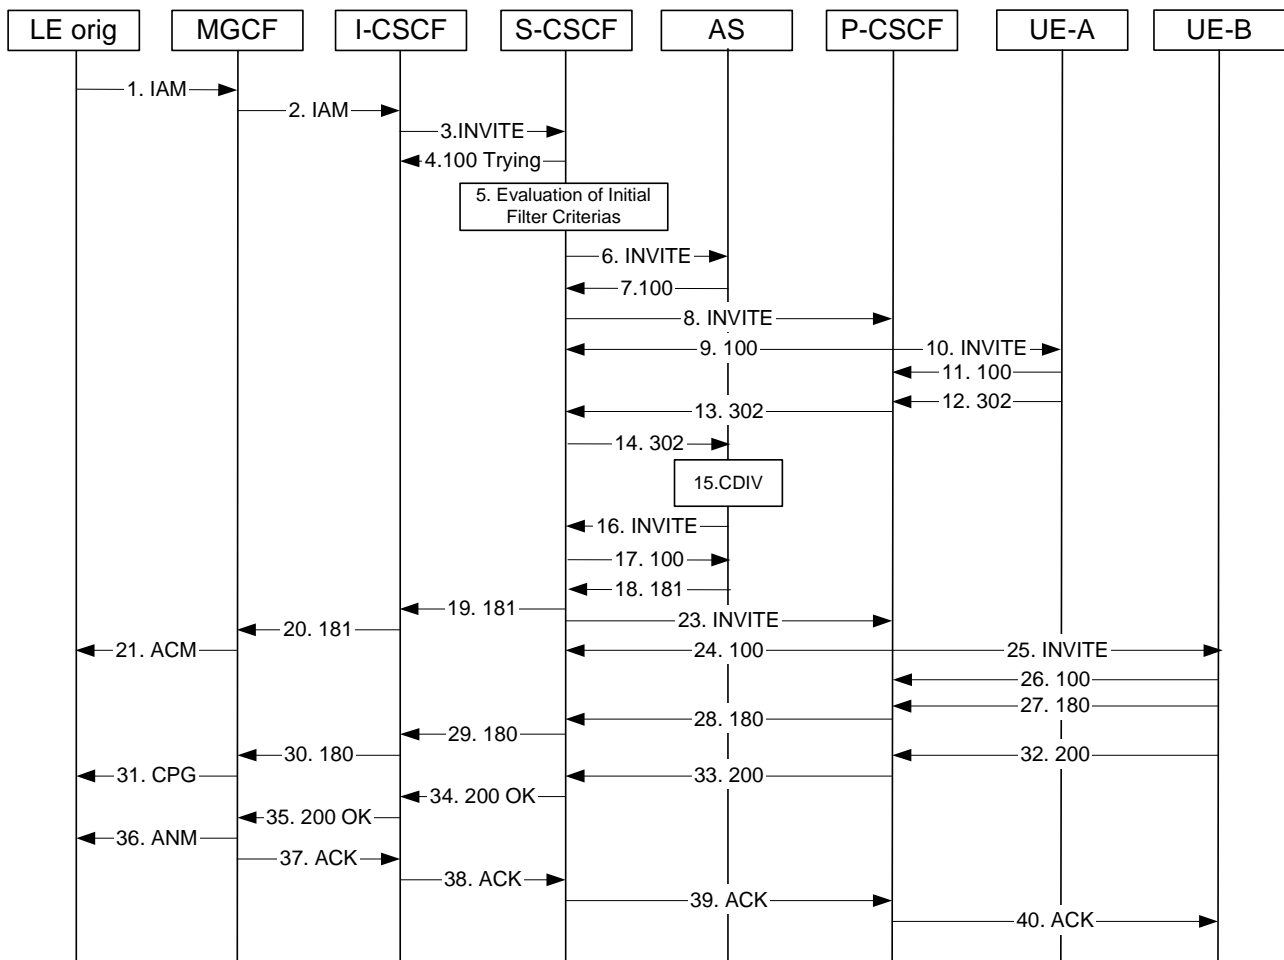 LE orig MGCF I-CSCF S-CSCF AS P-CSCF UE-A UE-B
1. IAM
2. IAM
3.INVITE
4.100 Trying
5. Evaluation of Initial
Filter Criterias
6. INVITE
7.100
8. INVITE
9. 100 10. INVITE
11. 100
12. 302
13. 302
14. 302
15.CDIV
16. INVITE
17. 100
18. 181
19. 181
23. INVITE
20. 181
21. ACM 24. 100 25. INVITE
26. 100
27. 180
28. 180
29. 180
30. 180 32. 200
31. CPG 33. 200
34. 200 OK
35. 200 OK
36. ANM
37. ACK
38. ACK
39. ACK
40. ACK